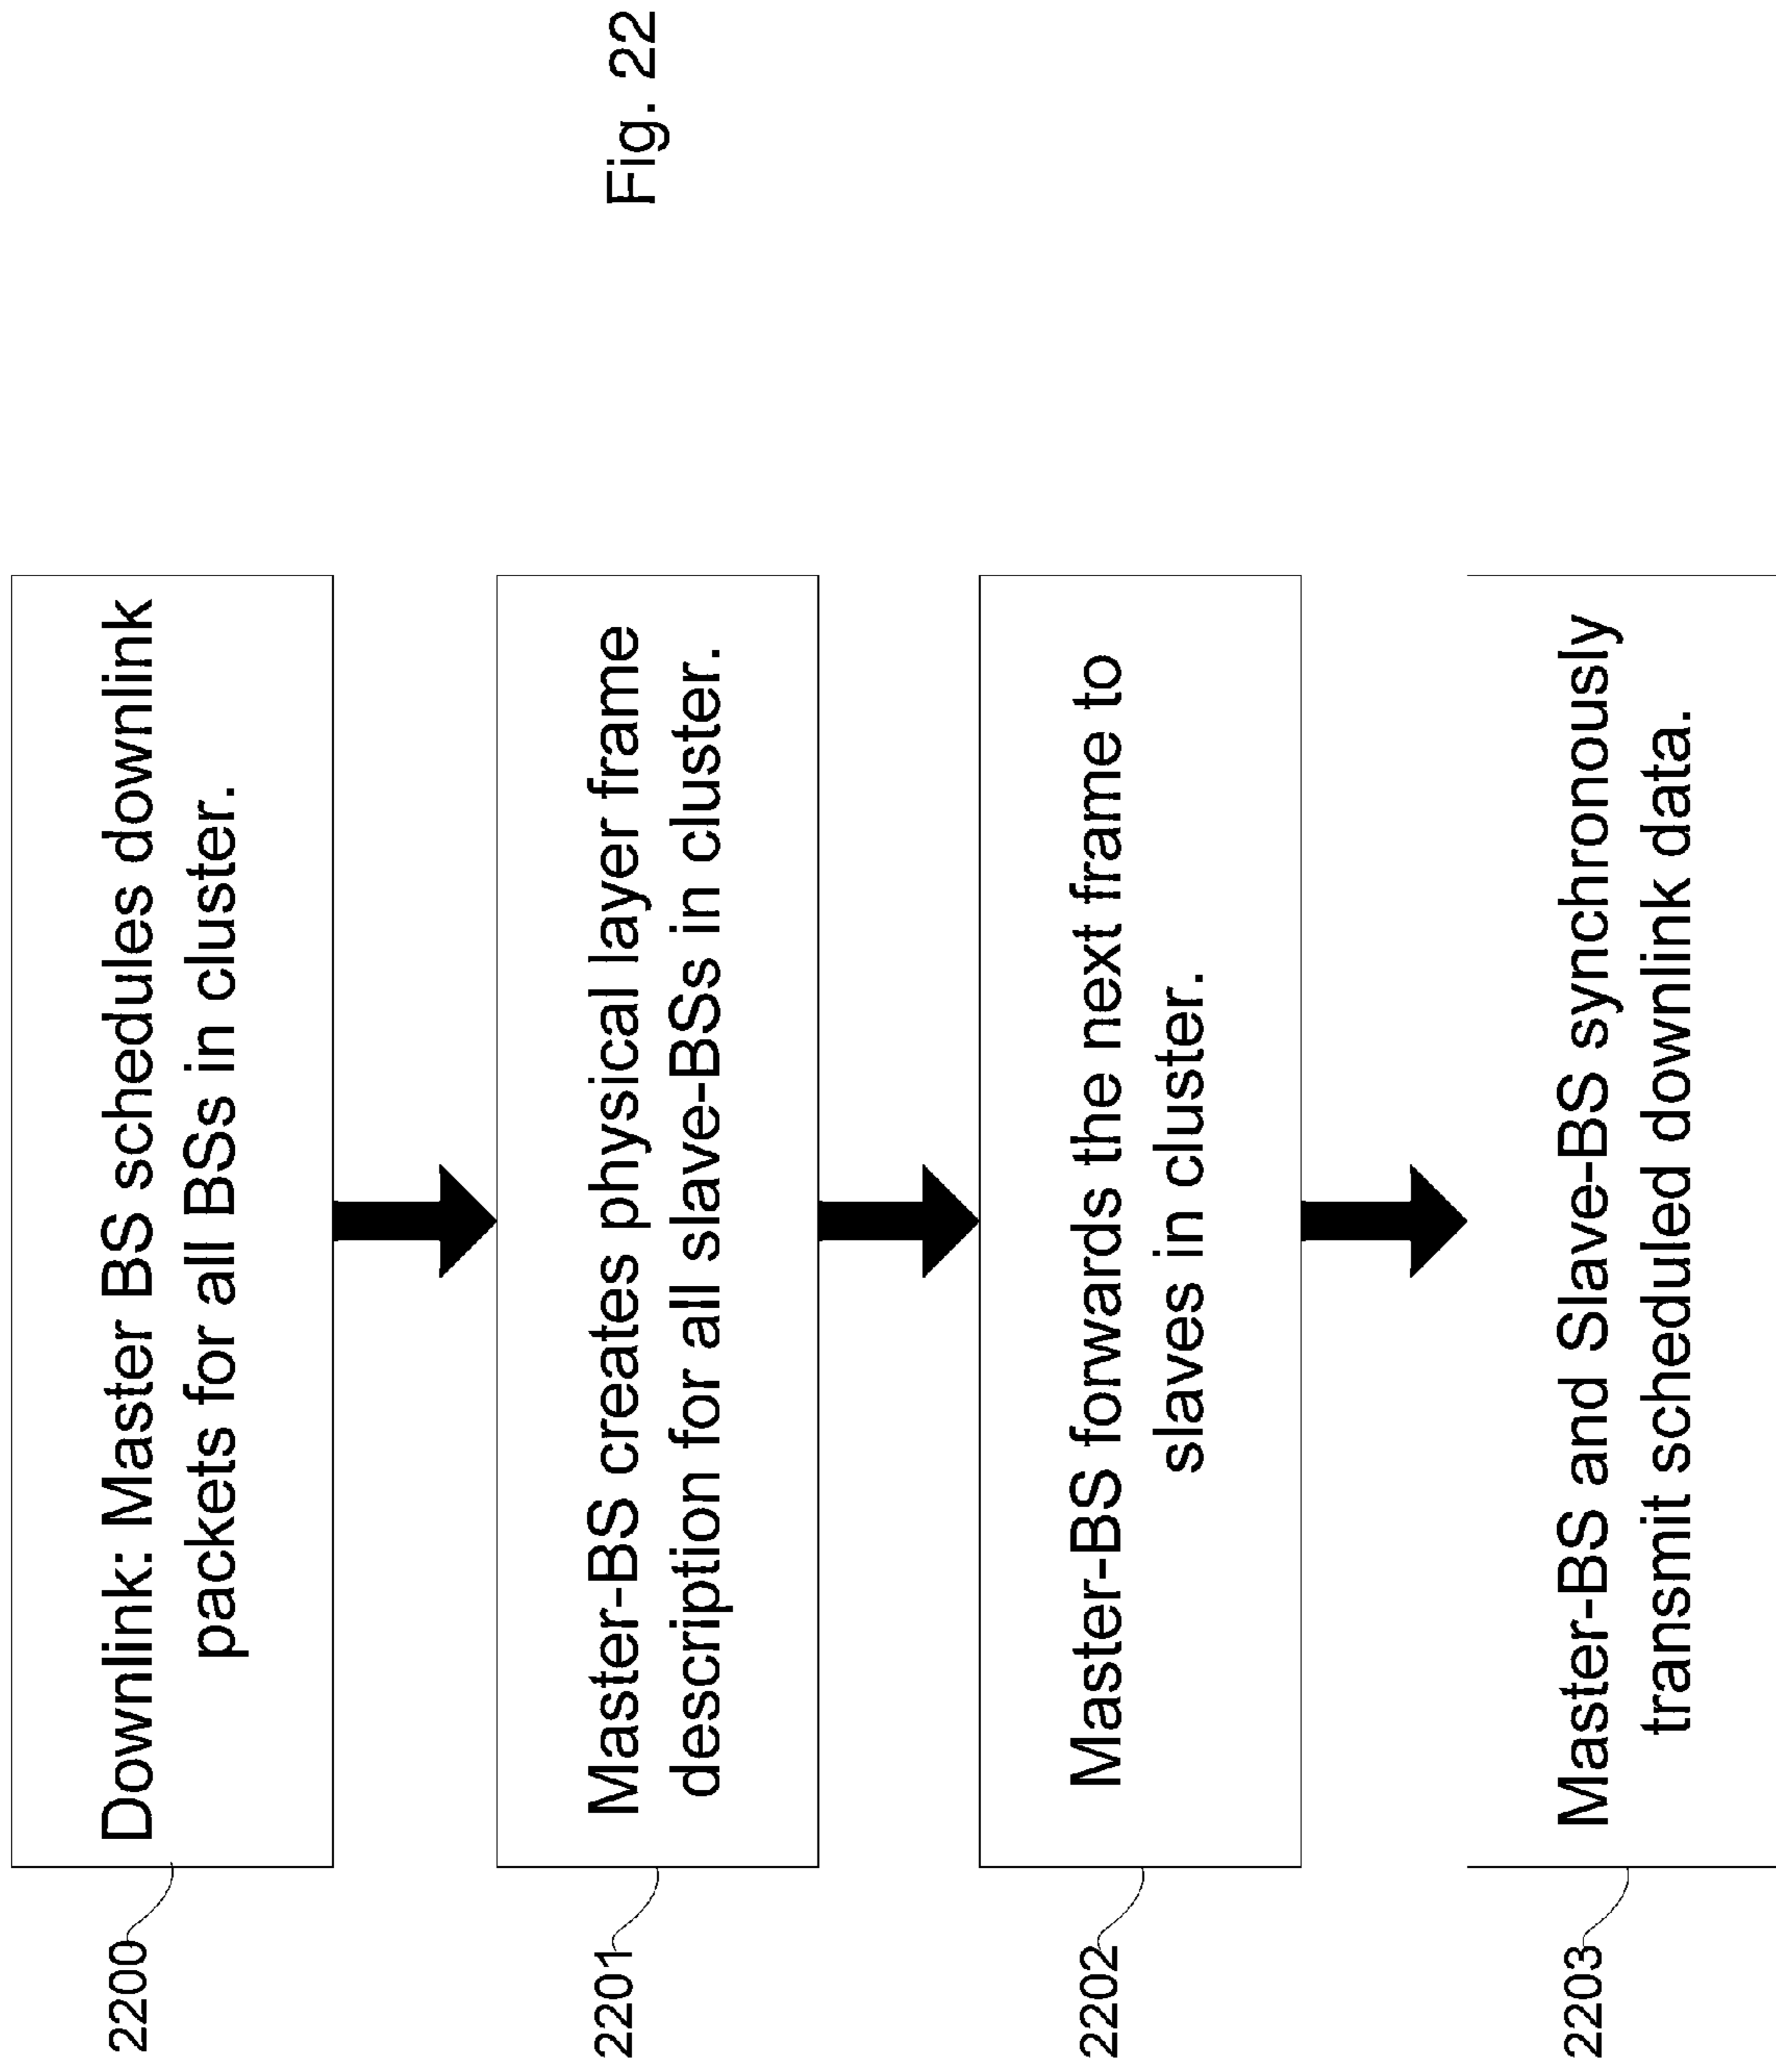 2200
Downlink: Master BS schedules downlink
packets for all BSs in cluster.
2201
Master-BS creates physical layer frame
description for all slave-BSs in cluster.
2202
Master-BS forwards the next frame to
slaves in cluster.
2203
Master-BS and Slave-BS synchronously
transmit scheduled downlink data.
Fig. 22